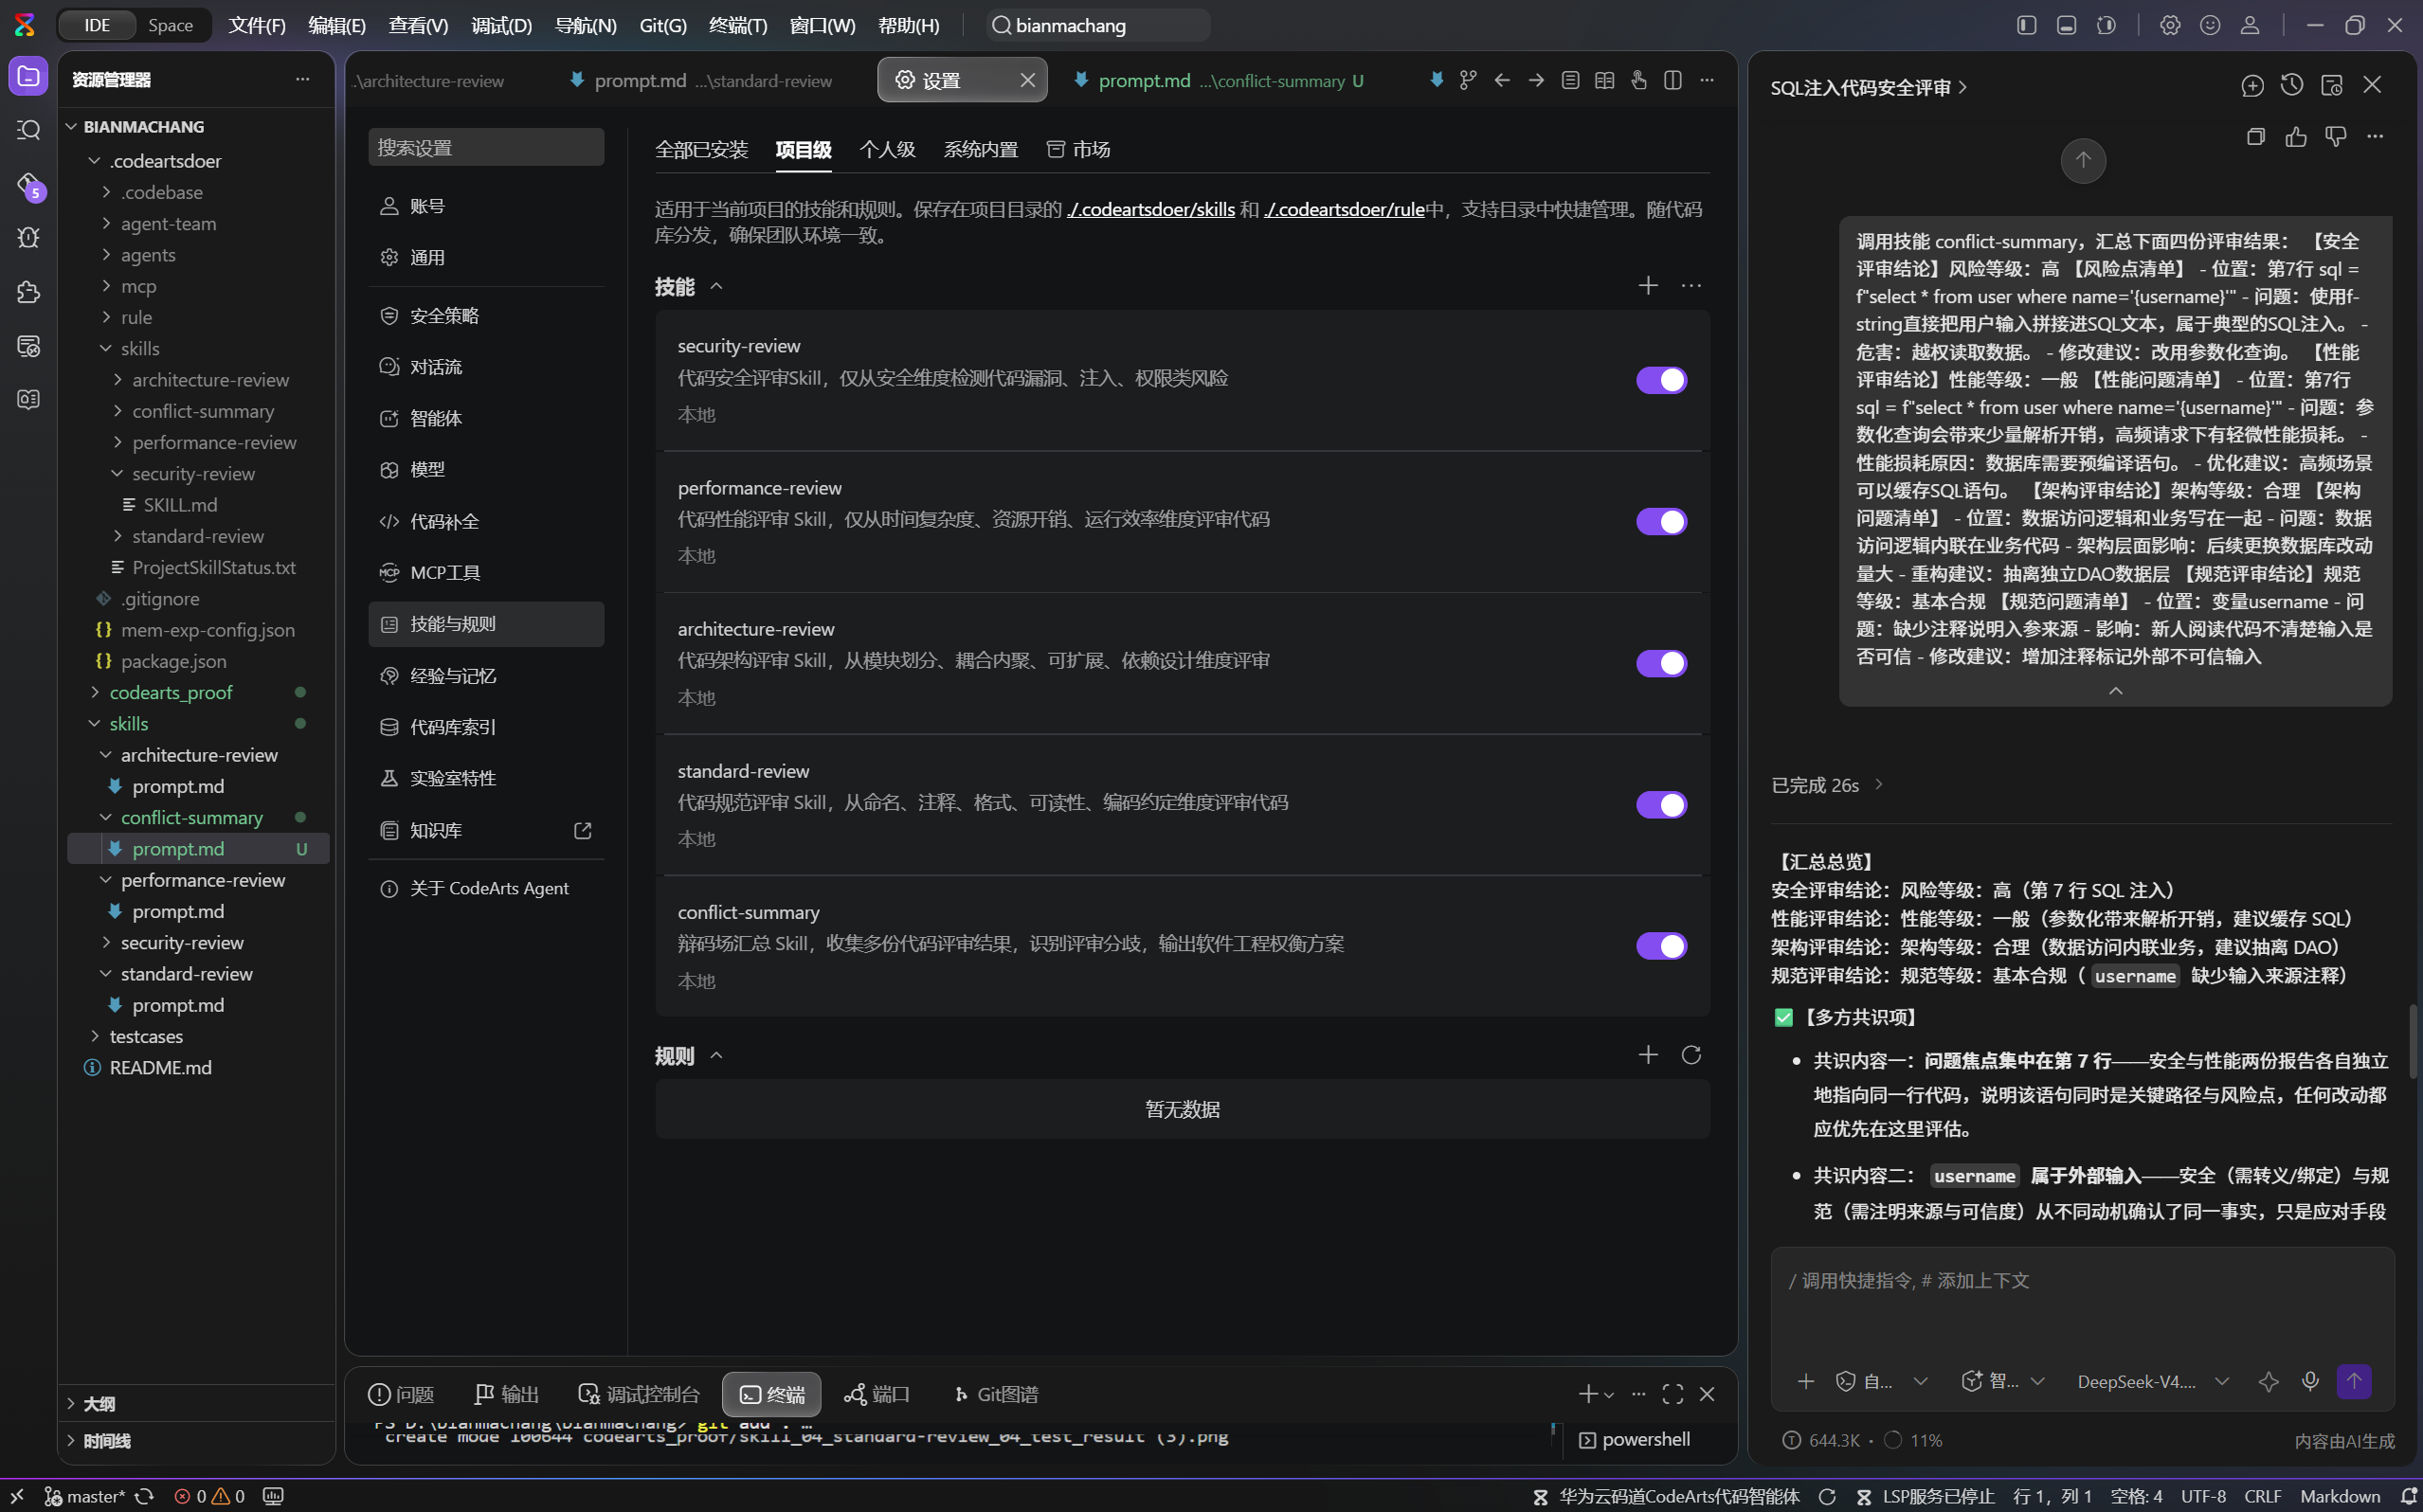 IDE Space 文件(F) 编辑(E) 查看(V) 调试(D) 导航(N) Git(G) 终端(T) 窗口(W) 帮助(H) bianmachang
资源管理器
BIANMACHANG
.codeartsdoer
.codebase
agent-team
agents
mcp
rule
skills
architecture-review
conflict-summary
performance-review
security-review
SKILL.md
standard-review
ProjectSkillStatus.txt
.gitignore
mem-exp-config.json
package.json
codearts_proof
skills
architecture-review
prompt.md
conflict-summary
prompt.md U
performance-review
prompt.md
security-review
standard-review
prompt.md
testcases
README.md
大纲
时间线
5
.\architecture-review prompt.md ...\standard-review 设置 prompt.md ...\conflict-summary U
搜索设置
账号
通用
安全策略
对话流
智能体
模型
代码补全
MCP工具
技能与规则
经验与记忆
代码库索引
实验室特性
知识库
关于 CodeArts Agent
全部已安装 项目级 个人级 系统内置 市场
适用于当前项目的技能和规则。保存在项目目录的 ./.codeartsdoer/skills 和 ./.codeartsdoer/rule中，支持目录中快捷管理。随代码
库分发，确保团队环境一致。
技能
security-review
代码安全评审Skill，仅从安全维度检测代码漏洞、注入、权限类风险
本地
performance-review
代码性能评审 Skill，仅从时间复杂度、资源开销、运行效率维度评审代码
本地
architecture-review
代码架构评审 Skill，从模块划分、耦合内聚、可扩展、依赖设计维度评审
本地
standard-review
代码规范评审 Skill，从命名、注释、格式、可读性、编码约定维度评审代码
本地
conflict-summary
辩码场汇总 Skill，收集多份代码评审结果，识别评审分歧，输出软件工程权衡方案
本地
规则
暂无数据
问题 输出 调试控制台 终端 端口 Git图谱
PS D:\bianmachang\bianmachang> git add . …
create mode 100644 codearts_proof/skill_04_standard-review_04_test_result (3).png
powershell
SQL注入代码安全评审
调用技能 conflict-summary，汇总下面四份评审结果： 【安全
评审结论】风险等级：高 【风险点清单】 - 位置：第7行 sql =
f"select * from user where name='{username}'" - 问题：使用f-
string直接把用户输入拼接进SQL文本，属于典型的SQL注入。 -
危害：越权读取数据。 - 修改建议：改用参数化查询。 【性能
评审结论】性能等级：一般 【性能问题清单】 - 位置：第7行
sql = f"select * from user where name='{username}'" - 问题：参
数化查询会带来少量解析开销，高频请求下有轻微性能损耗。 -
性能损耗原因：数据库需要预编译语句。 - 优化建议：高频场景
可以缓存SQL语句。 【架构评审结论】架构等级：合理 【架构
问题清单】 - 位置：数据访问逻辑和业务写在一起 - 问题：数据
访问逻辑内联在业务代码 - 架构层面影响：后续更换数据库改动
量大 - 重构建议：抽离独立DAO数据层 【规范评审结论】规范
等级：基本合规 【规范问题清单】 - 位置：变量username - 问
题：缺少注释说明入参来源 - 影响：新人阅读代码不清楚输入是
否可信 - 修改建议：增加注释标记外部不可信输入
已完成 26s
【汇总总览】
安全评审结论：风险等级：高（第 7 行 SQL 注入）
性能评审结论：性能等级：一般（参数化带来解析开销，建议缓存 SQL）
架构评审结论：架构等级：合理（数据访问内联业务，建议抽离 DAO）
规范评审结论：规范等级：基本合规（ username 缺少输入来源注释）
✅【多方共识项】
• 共识内容一：问题焦点集中在第 7 行——安全与性能两份报告各自独立
地指向同一行代码，说明该语句同时是关键路径与风险点，任何改动都
应优先在这里评估。
• 共识内容二： username 属于外部输入——安全（需转义/绑定）与规
范（需注明来源与可信度）从不同动机确认了同一事实，只是应对手段
/ 调用快捷指令, # 添加上下文
自... 智... DeepSeek-V4....
644.3K · 11% 内容由AI生成
master* 0 0 华为云码道CodeArts代码智能体 LSP服务已停止 行 1，列 1 空格: 4 UTF-8 CRLF Markdown